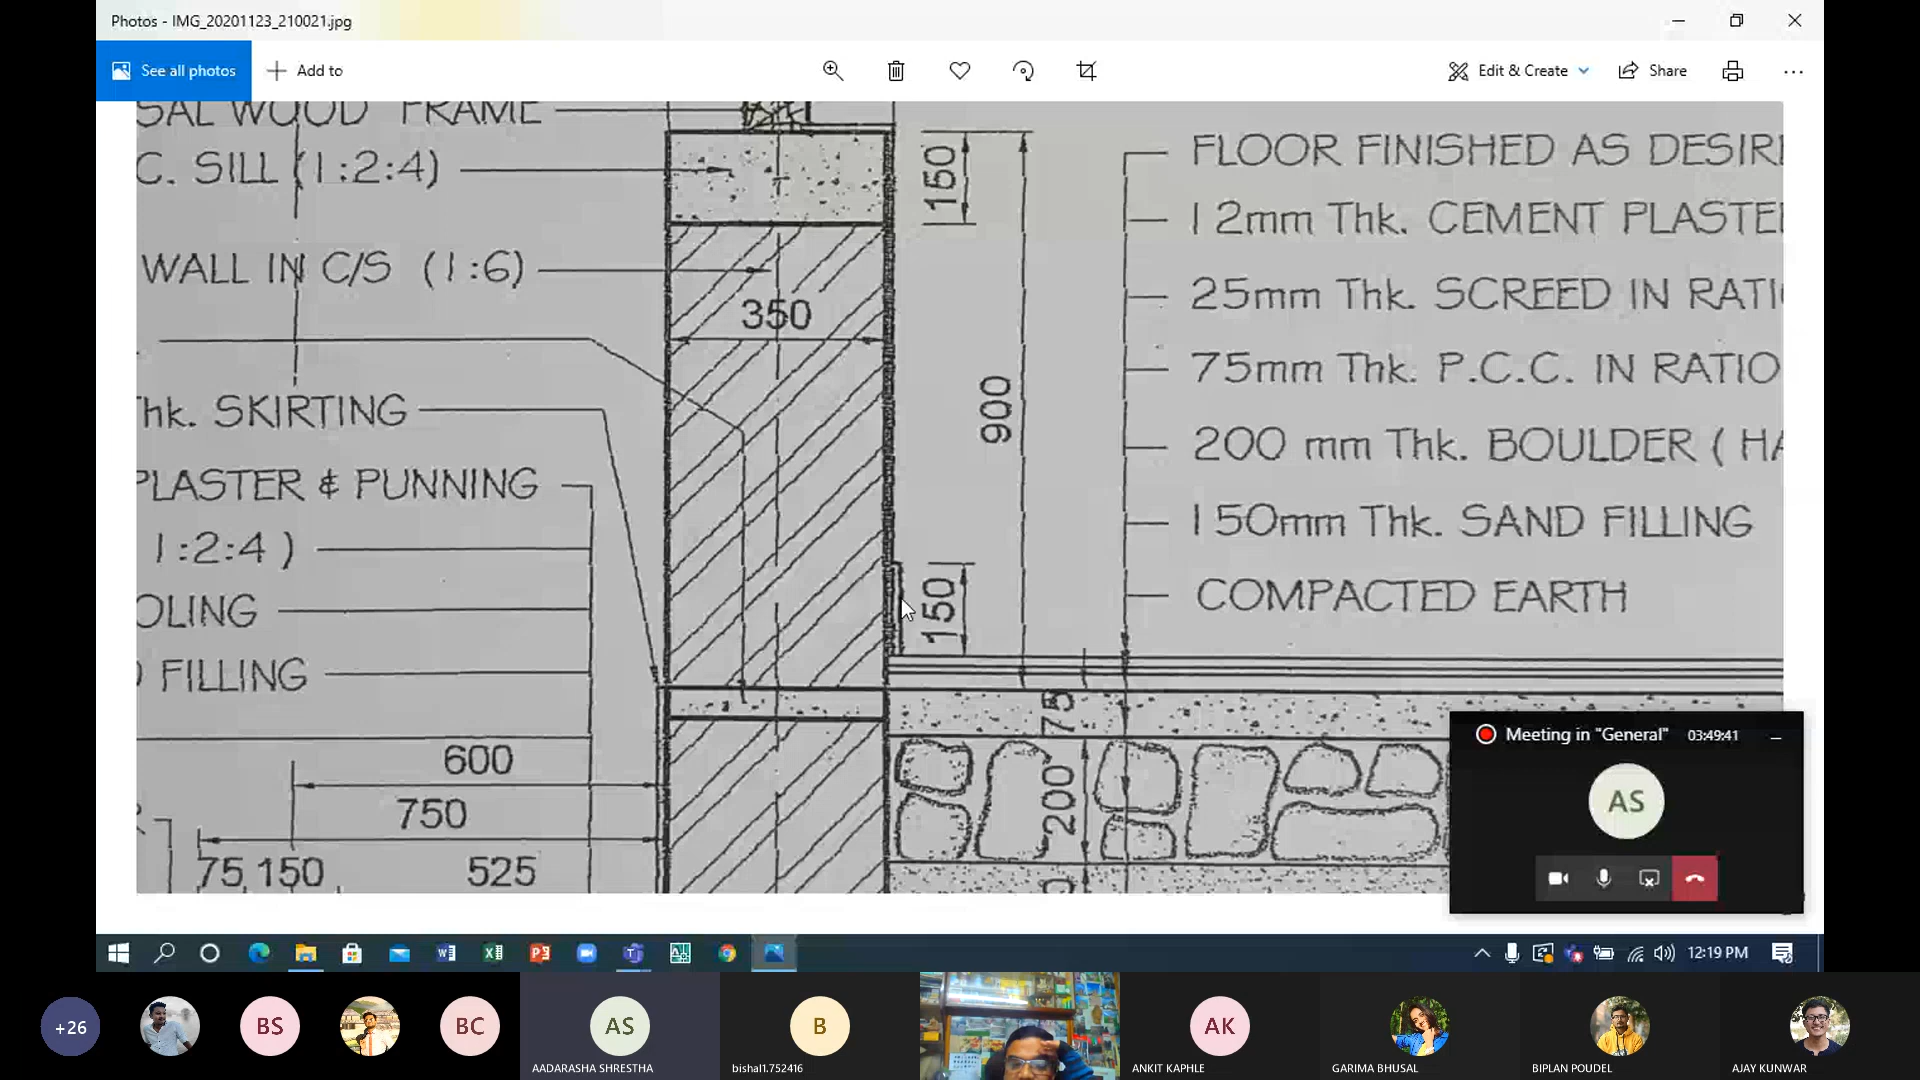 Photos - IMG_20201123_210021.jpg
See all photos
Add to
Edit & Create
Share
SAL WOOD FRAME
C. SILL (1:2:4)
WALL IN C/S (1:6)
hk. SKIRTING
PLASTER & PUNNING
1:2:4 )
OLING
FILLING
600
750
75,150
525
350
150
900
150
75
200
FLOOR FINISHED AS DESIR
12mm Thk. CEMENT PLASTE
25mm Thk. SCREED IN RATI
75mm Thk. P.C.C. IN RATIO
200 mm Thk. BOULDER ( HA
150mm Thk. SAND FILLING
COMPACTED EARTH
Meeting in "General" 03:49:41
AS
12:19 PM
+26
BS
BC
AS
AADARASHA SHRESTHA
B
bishal1.752416
AK
ANKIT KAPHLE
GARIMA BHUSAL
BIPLAN POUDEL
AJAY KUNWAR